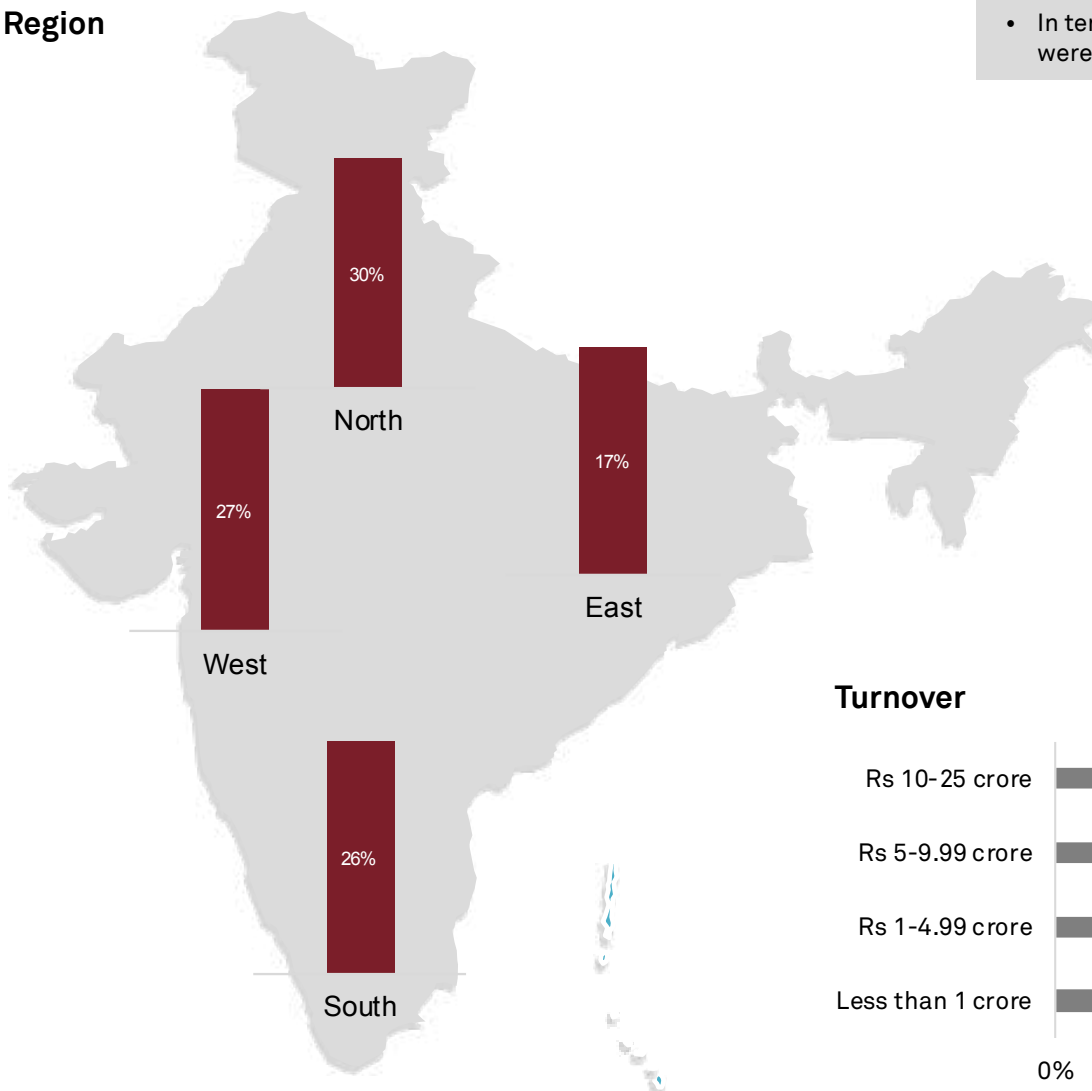 Region
• In ter
were
30%
North
17%
East
27%
West
26%
South
Turnover
Rs 10-25 crore
Rs 5-9.99 crore
Rs 1-4.99 crore
Less than 1 crore
0%